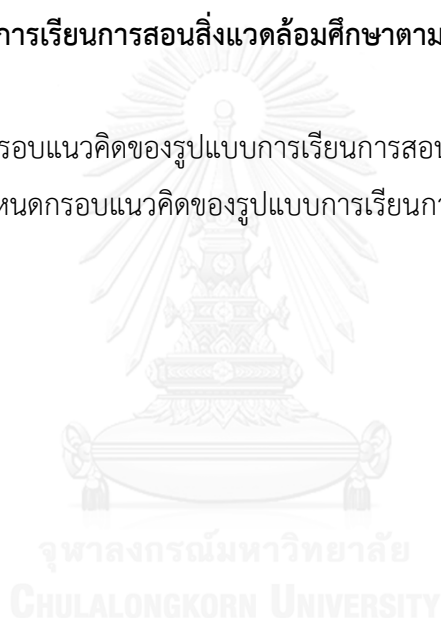 การเรียนการสอนสิ่งแวดล้อมศึกษาตาม
รอบแนวคิดของรูปแบบการเรียนการสอน
หนดกรอบแนวคิดของรูปแบบการเรียนกา
จุฬาลงกรณ์มหาวิทยาลัย
CHULALONGKORN UNIVERSITY